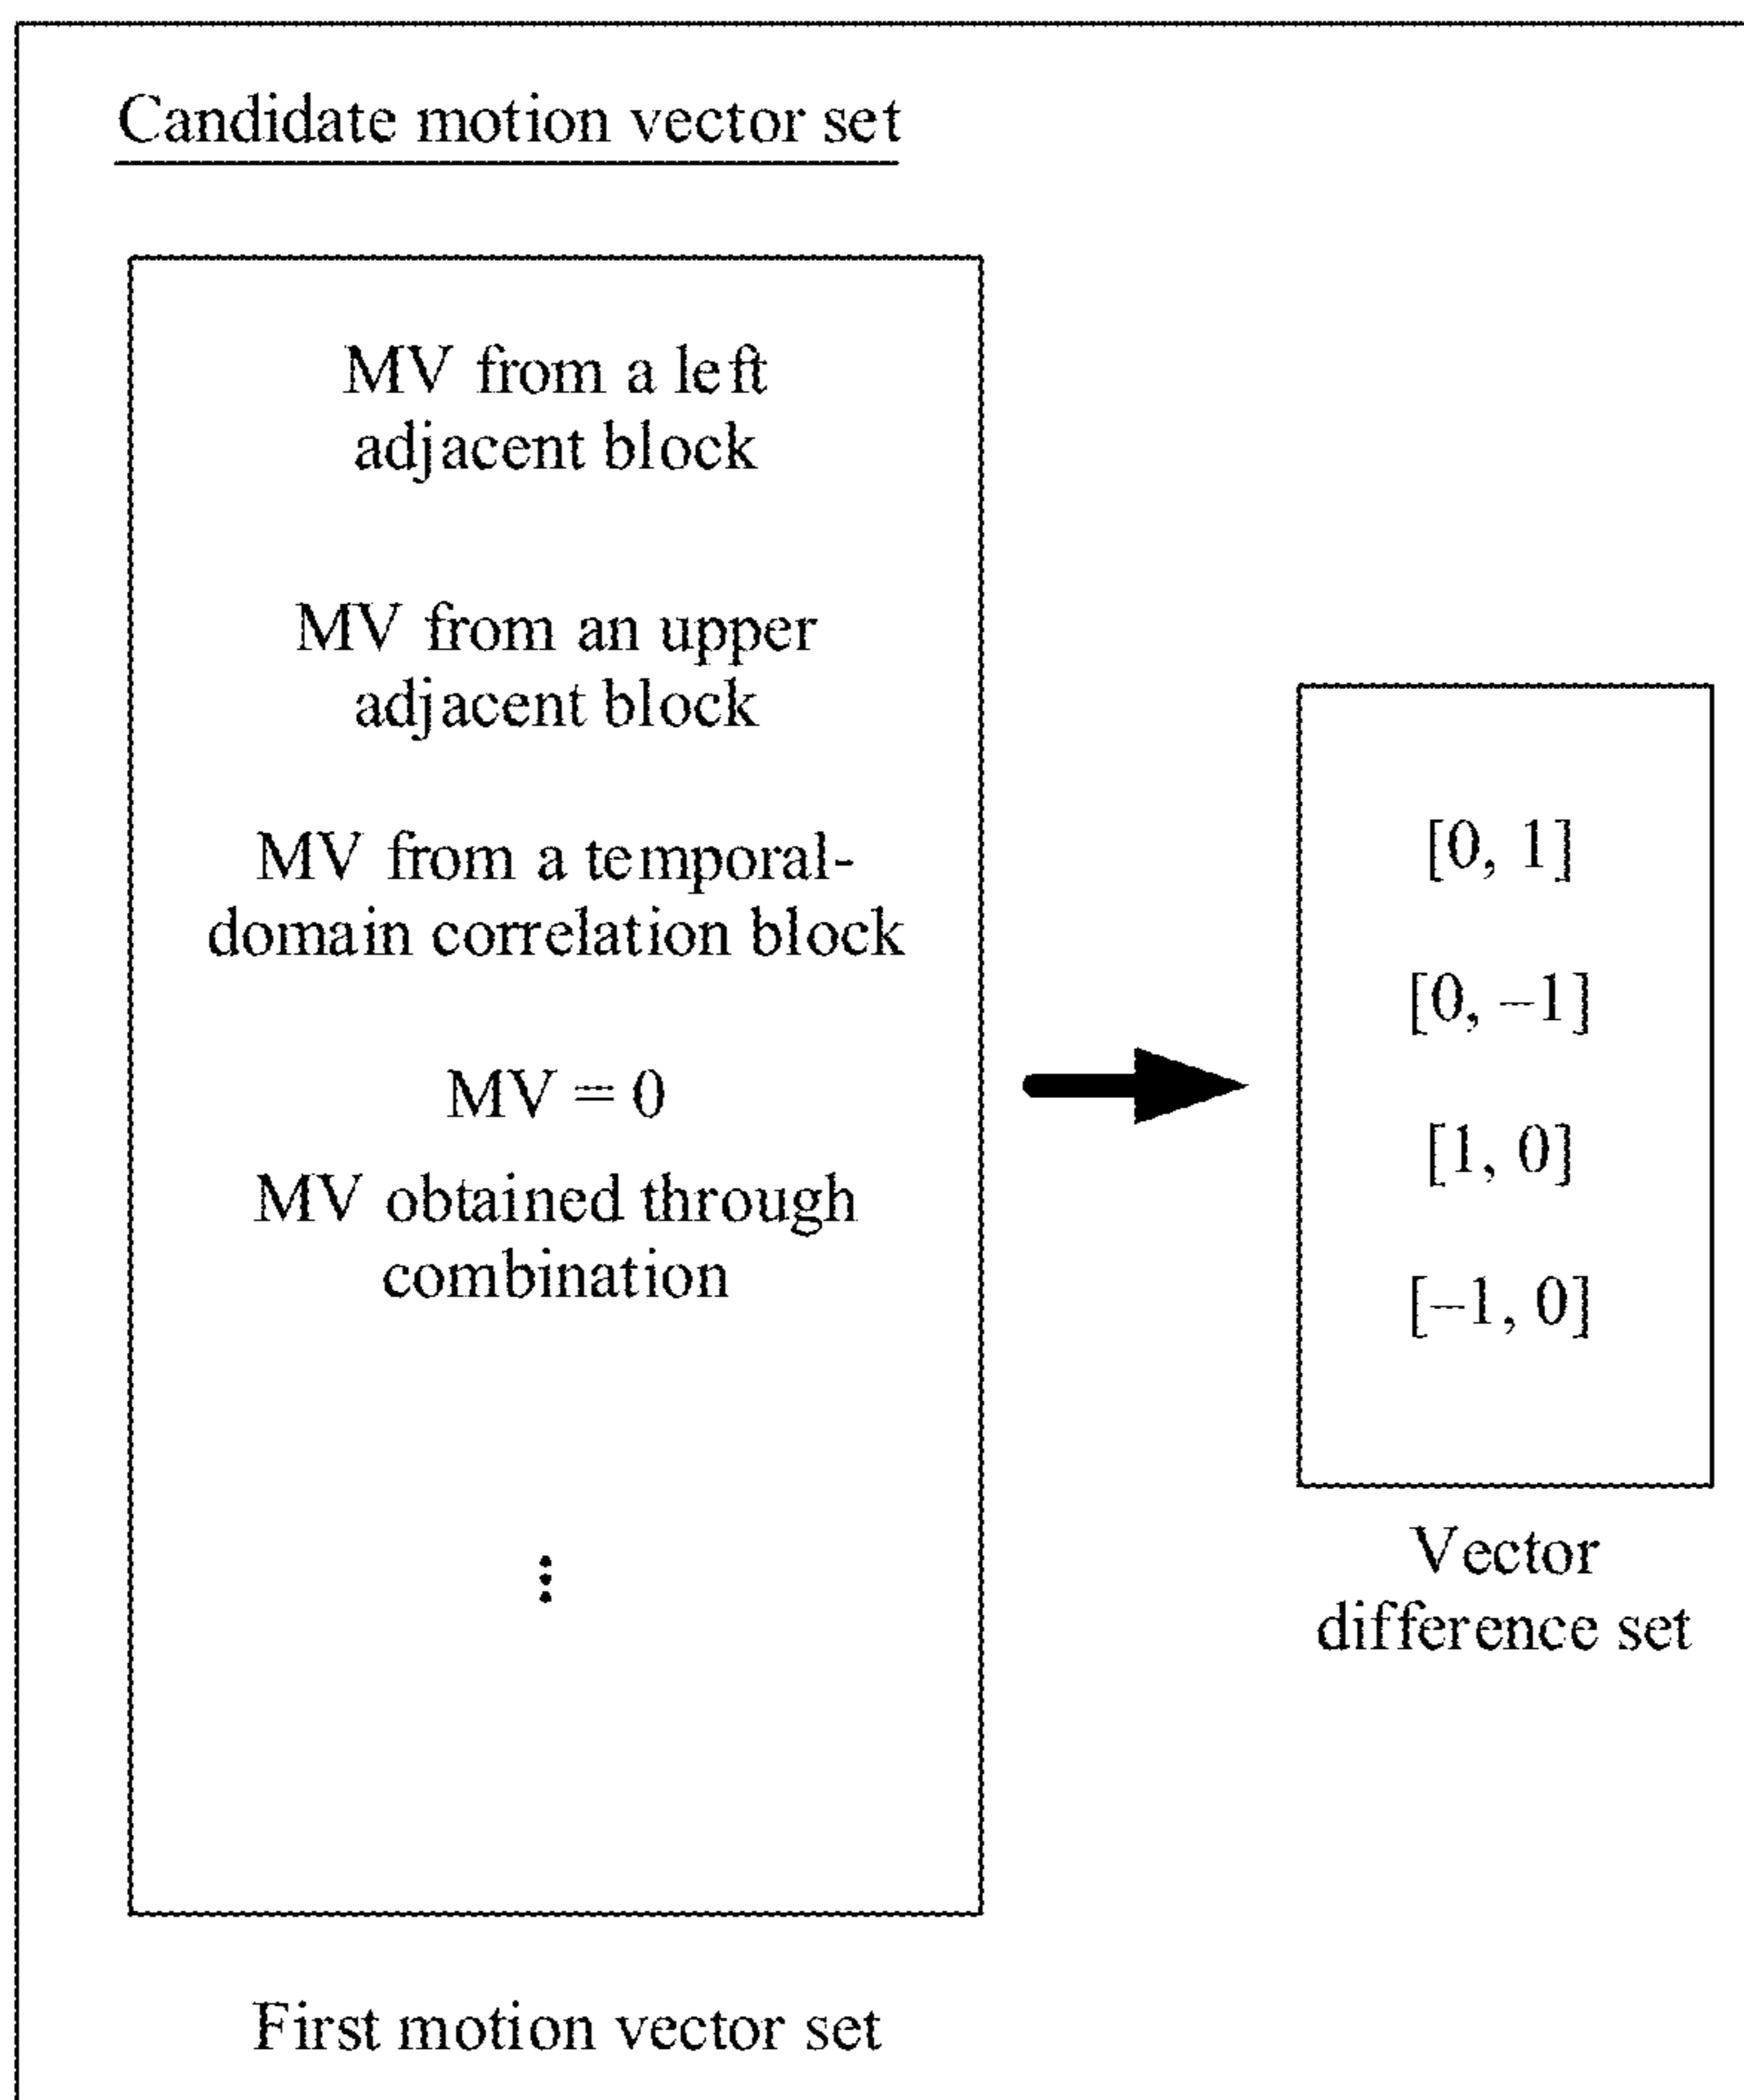 Candidate motion vector set
MV from a left
adjacent block
MV from an upper
adjacent block
MV from a temporal-
domain correlation block
MV = 0
MV obtained through
combination
⋮
First motion vector set
[0, 1]
[0, –1]
[1, 0]
[–1, 0]
Vector
difference set